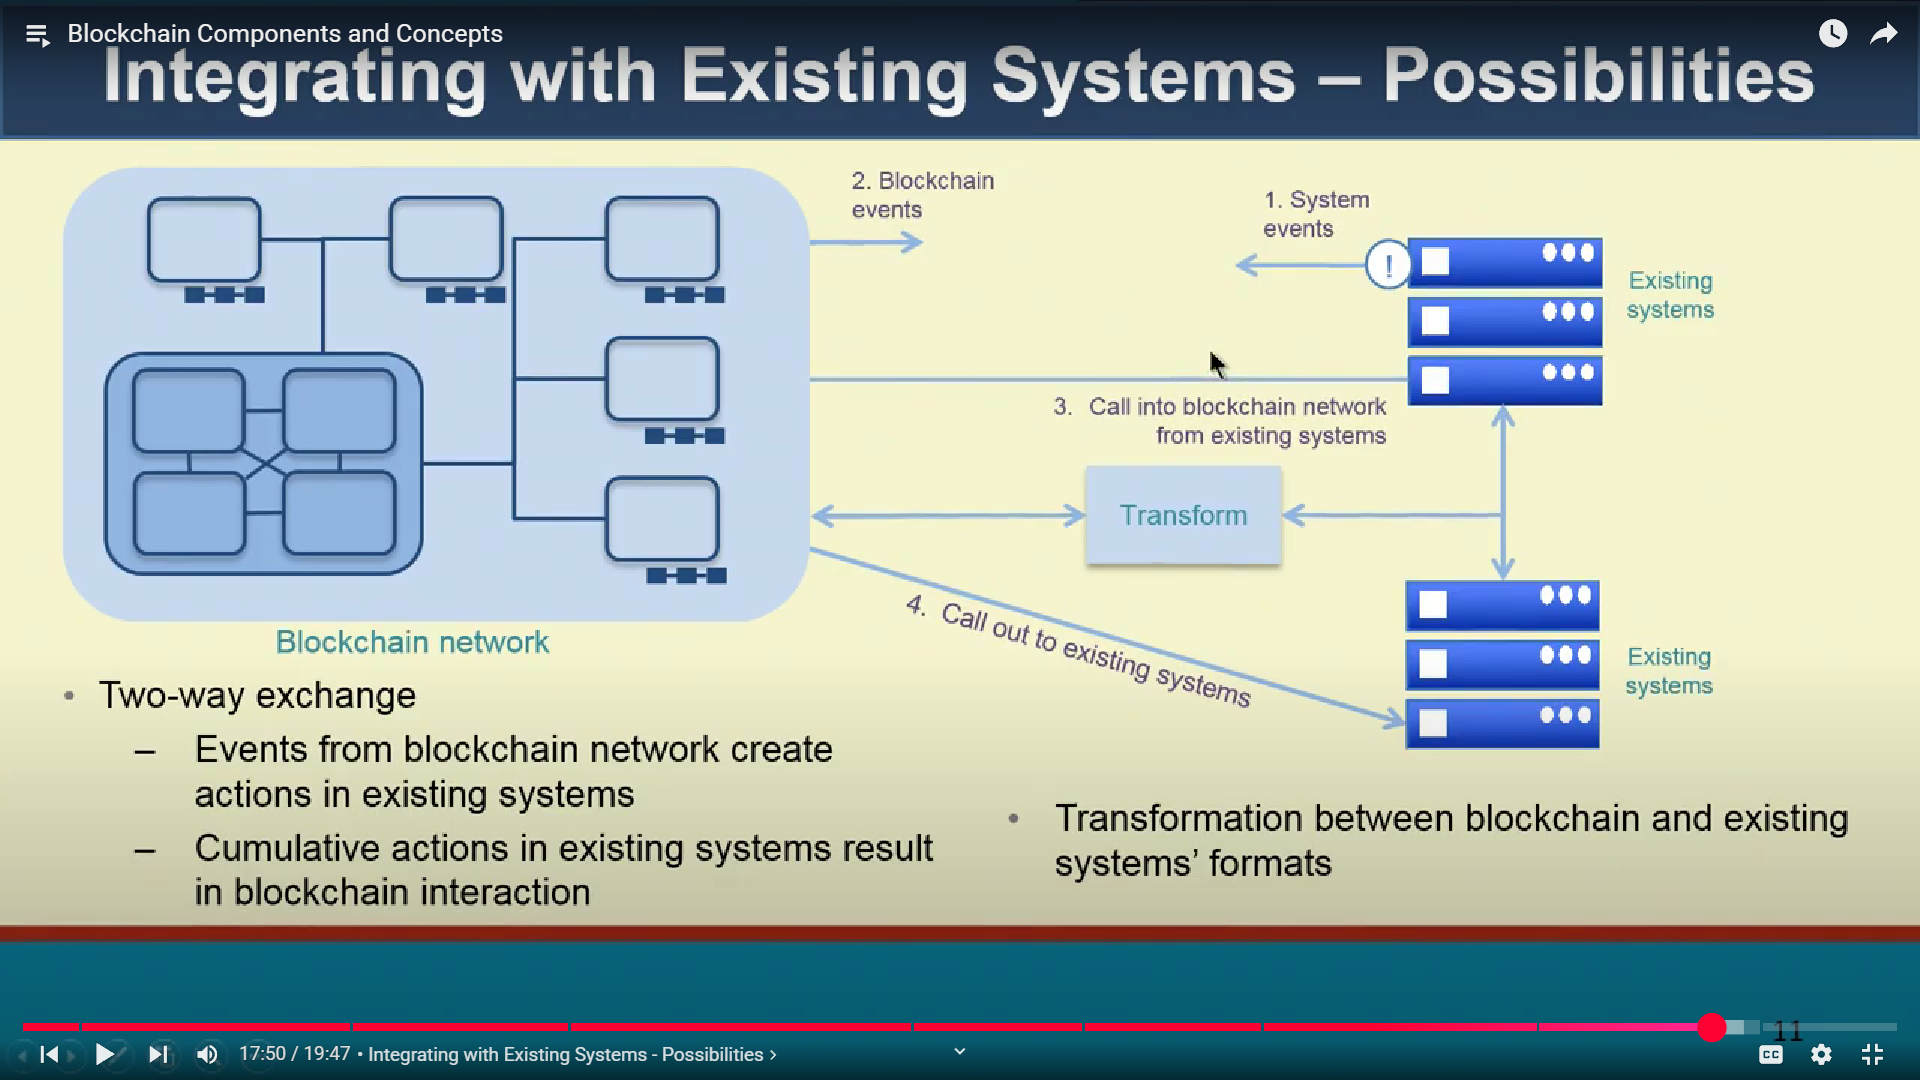 Blockchain Components and Concepts
Integrating with Existing Systems – Possibilities
2. Blockchain
events
1. System
events
!
Existing
systems
3. Call into blockchain network
from existing systems
Transform
4. Call out to existing systems
Existing
systems
Blockchain network
• Two-way exchange
– Events from blockchain network create
actions in existing systems
– Cumulative actions in existing systems result
in blockchain interaction
• Transformation between blockchain and existing
systems’ formats
11
17:50 / 19:47 • Integrating with Existing Systems - Possibilities ›
CC